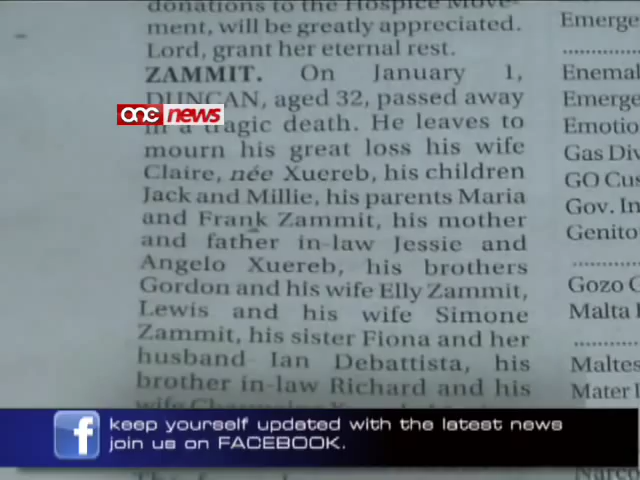 donations to the Hospice Move-
ment, will be greatly appreciated.
Lord, grant her eternal rest.
ZAMMIT. On January 1,
DUNCAN, aged 32, passed away
in a tragic death. He leaves to
mourn his great loss his wife
Claire, née Xuereb, his children
Jack and Millie, his parents Maria
and Frank Zammit, his mother
and father in-law Jessie and
Angelo Xuereb, his brothers
Gordon and his wife Elly Zammit,
Lewis and his wife Simone
Zammit, his sister Fiona and her
husband Ian Debattista, his
brother in-law Richard and his
wife
Emerge
Enemal
Emerge
Emotio
Gas Div
GO Cus
Gov. In
Genito
Gozo G
Malta I
Maltes
Mater I
Narco
one news
keep yourself updated with the latest news
join us on FACEBOOK.
f